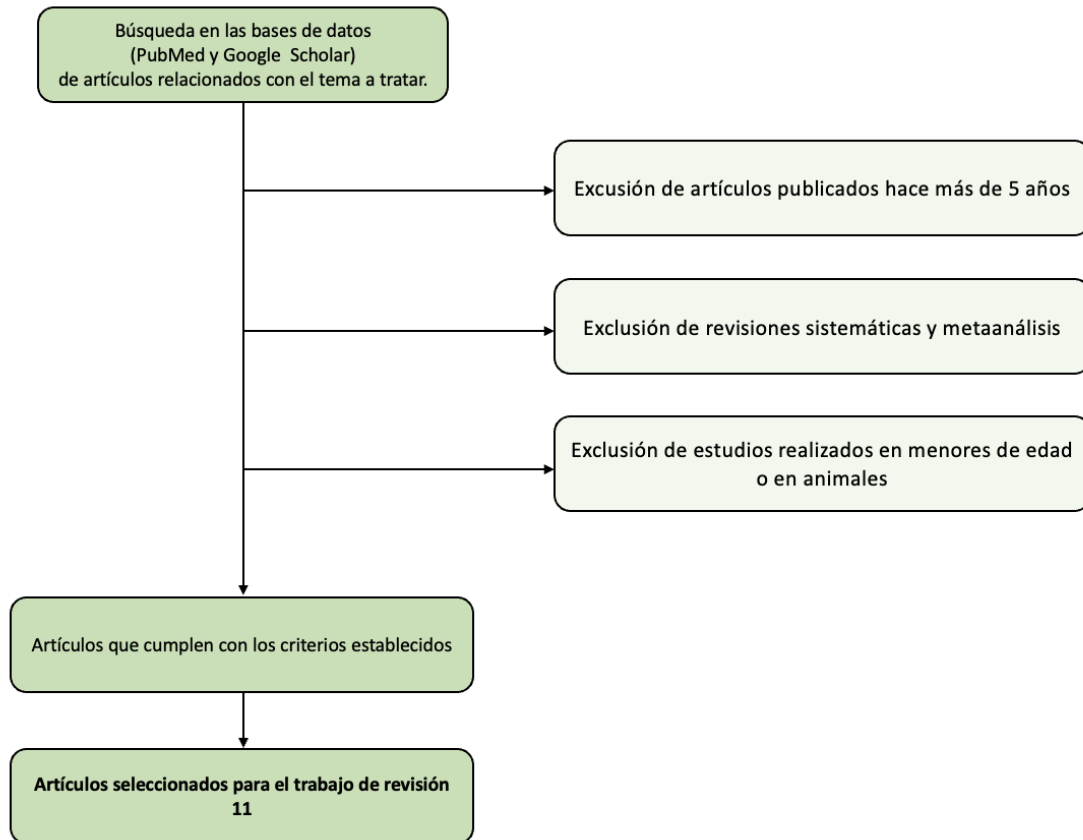 Búsqueda en las bases de datos
(PubMed y Google Scholar)
de artículos relacionados con el tema a tratar.
Excusión de artículos publicados hace más de 5 años
Exclusión de revisiones sistemáticas y metaanálisis
Exclusión de estudios realizados en menores de edad
o en animales
Artículos que cumplen con los criterios establecidos
Artículos seleccionados para el trabajo de revisión
11